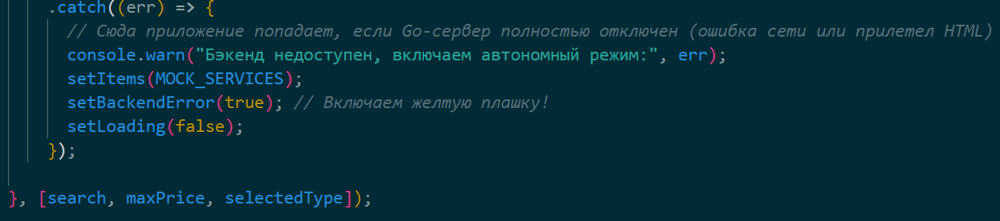 .catch((err) => {
// Сюда приложение попадает, если Go-сервер полностью отключен (ошибка сети или прилетел HTML)
console.warn("Бэкенд недоступен, включаем автономный режим:", err);
setItems(MOCK_SERVICES);
setBackendError(true); // Включаем желтую плашку!
setLoading(false);
});
}, [search, maxPrice, selectedType]);